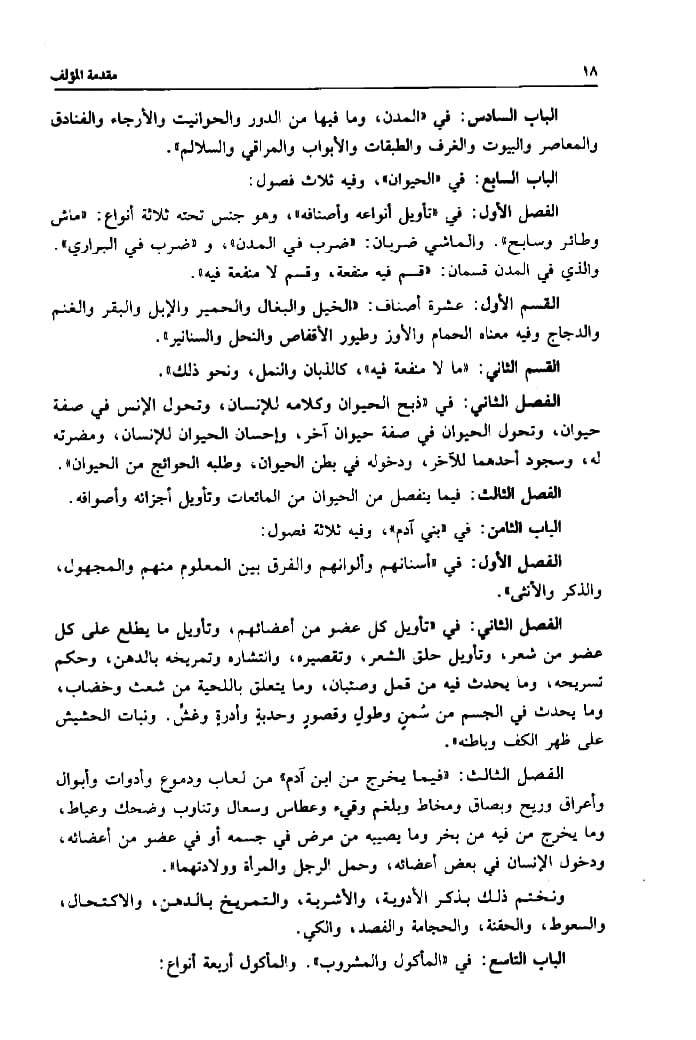 ١٨
مقدمة المؤلف
الباب السادس: في «المدن، وما فيها من الدور والحوانيت والأرجاء والفنادق
والمعاصر والبيوت والغرف والطبقات والأبواب والمراقي والسلالم».
الباب السابع: في «الحيوان»، وفيه ثلاث فصول:
الفصل الأول: في «تأويل أنواعه وأصنافه»، وهو جنس تحته ثلاثة أنواع: «ماش
وطائر وسابح». والماشي ضربان: «ضرب في المدن»، و «ضرب في البراري».
والذي في المدن قسمان: «قسم فيه منفعة، وقسم لا منفعة فيه».
القسم الأول: عشرة أصناف: «الخيل والبغال والحمير والإبل والبقر والغنم
والدجاج وفيه معناه الحمام والأوز وطيور الأقفاص والنحل والسنانير».
القسم الثاني: «ما لا منفعة فيه»، كالذبان والنمل، ونحو ذلك».
الفصل الثاني: في «ذبح الحيوان وكلامه للإنسان، وتحول الإنس في صفة
حيوان، وتحول الحيوان في صفة حيوان آخر، وإحسان الحيوان للإنسان، ومضرته
له، وسجود أحدهما للآخر، ودخوله في بطن الحيوان، وطلبه الحوائج من الحيوان».
الفصل الثالث: فيما ينفصل من الحيوان من المائعات وتأويل أجزائه وأصوافه.
الباب الثامن: في «بني آدم»، وفيه ثلاثة فصول:
الفصل الأول: في «أسنانهم وألوانهم والفرق بين المعلوم منهم والمجهول،
والذكر والأنثى».
الفصل الثاني: في «تأويل كل عضو من أعضائهم، وتأويل ما يطلع على كل
عضو من شعر، وتأويل حلق الشعر، وتقصيره، وانتشاره وتمريخه بالدهن، وحكم
تسريحه، وما يحدث فيه من قمل وصئبان، وما يتعلق باللحية من شعث وخضاب،
وما يحدث في الجسم من سُمنٍ وطولٍ وقصورٍ وحدبةٍ وأدرةٍ وغشٍّ. ونبات الحشيش
على ظهر الكف وباطنه».
الفصل الثالث: «فيما يخرج من ابن آدم» من لعاب ودموع وأدوات وأبوال
وأعراق وريح وبصاق ومخاط وبلغم وقيء وعطاس وسعال وتثاوب وضحك وعياط،
وما يخرج من فيه من بخر وما يصيبه من مرض في جسمه أو في عضو من أعضائه،
ودخول الإنسان في بعض أعضائه، وحمل الرجل والمرأة وولادتهما».
ونختم ذلك بذكر الأدوية، والأشربة، والتمريخ بالدهن، والاكتحال،
والسعوط، والحقنة، والحجامة والفصد، والكي.
الباب التاسع: في «المأكول والمشروب». والمأكول أربعة أنواع: